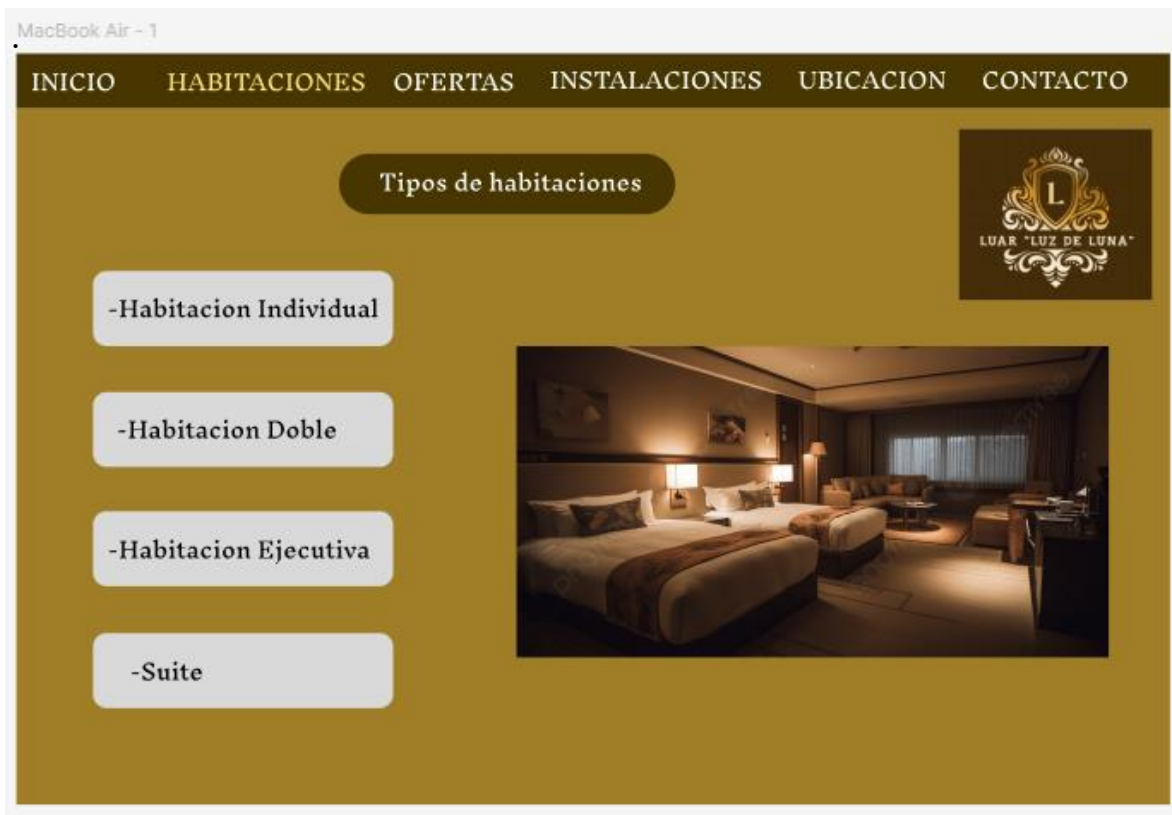 MacBook Air - 1
INICIO HABITACIONES OFERTAS INSTALACIONES UBICACION CONTACTO
Tipos de habitaciones
L
LUAR "LUZ DE LUNA"
-Habitacion Individual
-Habitacion Doble
-Habitacion Ejecutiva
-Suite